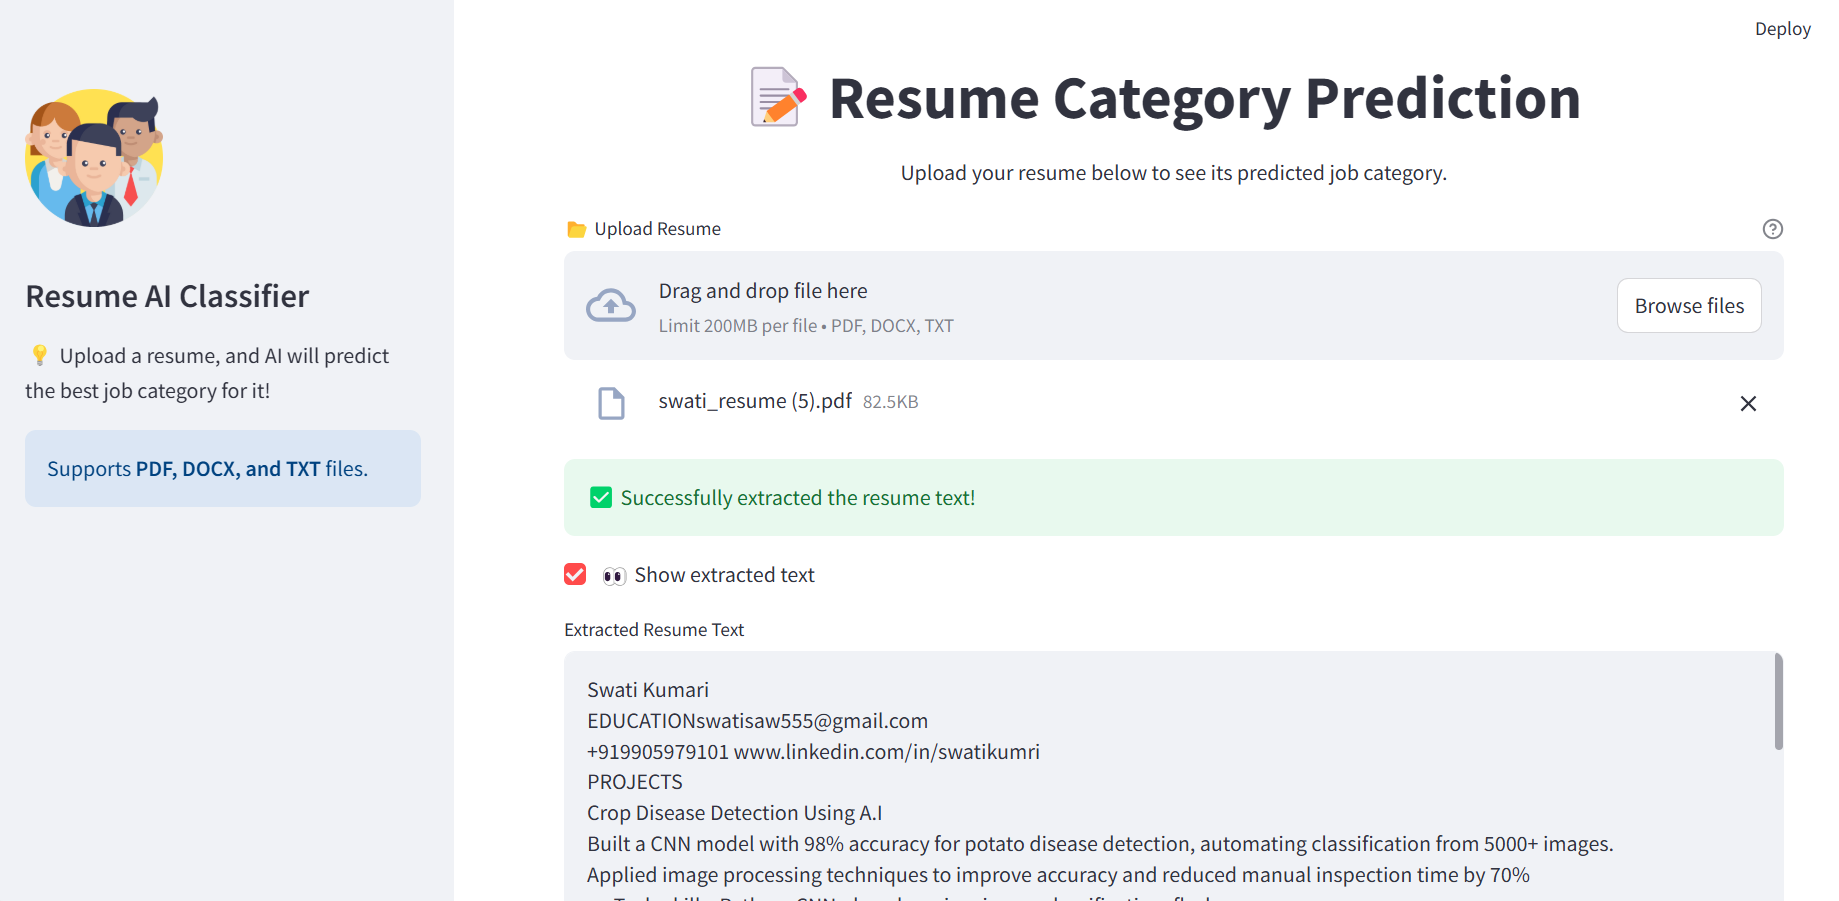 Deploy
Resume Category Prediction
Upload your resume below to see its predicted job category.
Resume AI Classifier
Upload a resume, and AI will predict
the best job category for it!
Supports PDF, DOCX, and TXT files.
Upload Resume
Drag and drop file here
Limit 200MB per file • PDF, DOCX, TXT
Browse files
swati_resume (5).pdf 82.5KB
Successfully extracted the resume text!
Show extracted text
Extracted Resume Text
Swati Kumari
EDUCATIONswatisaw555@gmail.com
+919905979101 www.linkedin.com/in/swatikumri
PROJECTS
Crop Disease Detection Using A.I
Built a CNN model with 98% accuracy for potato disease detection, automating classification from 5000+ images.
Applied image processing techniques to improve accuracy and reduced manual inspection time by 70%